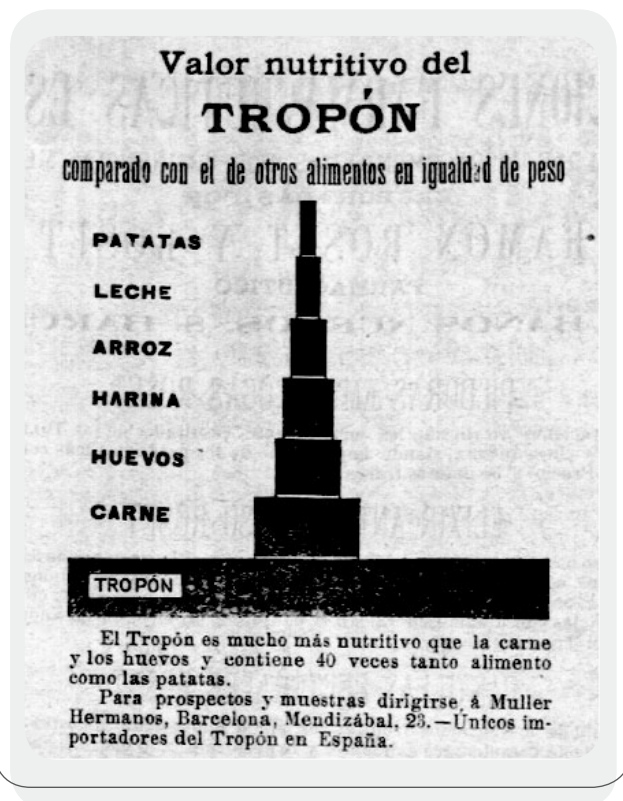 Valor nutritivo del
TROPÓN
comparado con el de otros alimentos en igualdad de peso
PATATAS
LECHE
ARROZ
HARINA
HUEVOS
CARNE
TROPÓN
El Tropón es mucho más nutritivo que la carne
y los huevos y contiene 40 veces tanto alimento
como las patatas.
Para prospectos y muestras dirigirse á Muller
Hermanos, Barcelona, Mendizábal, 23.—Unicos im-
portadores del Tropón en España.